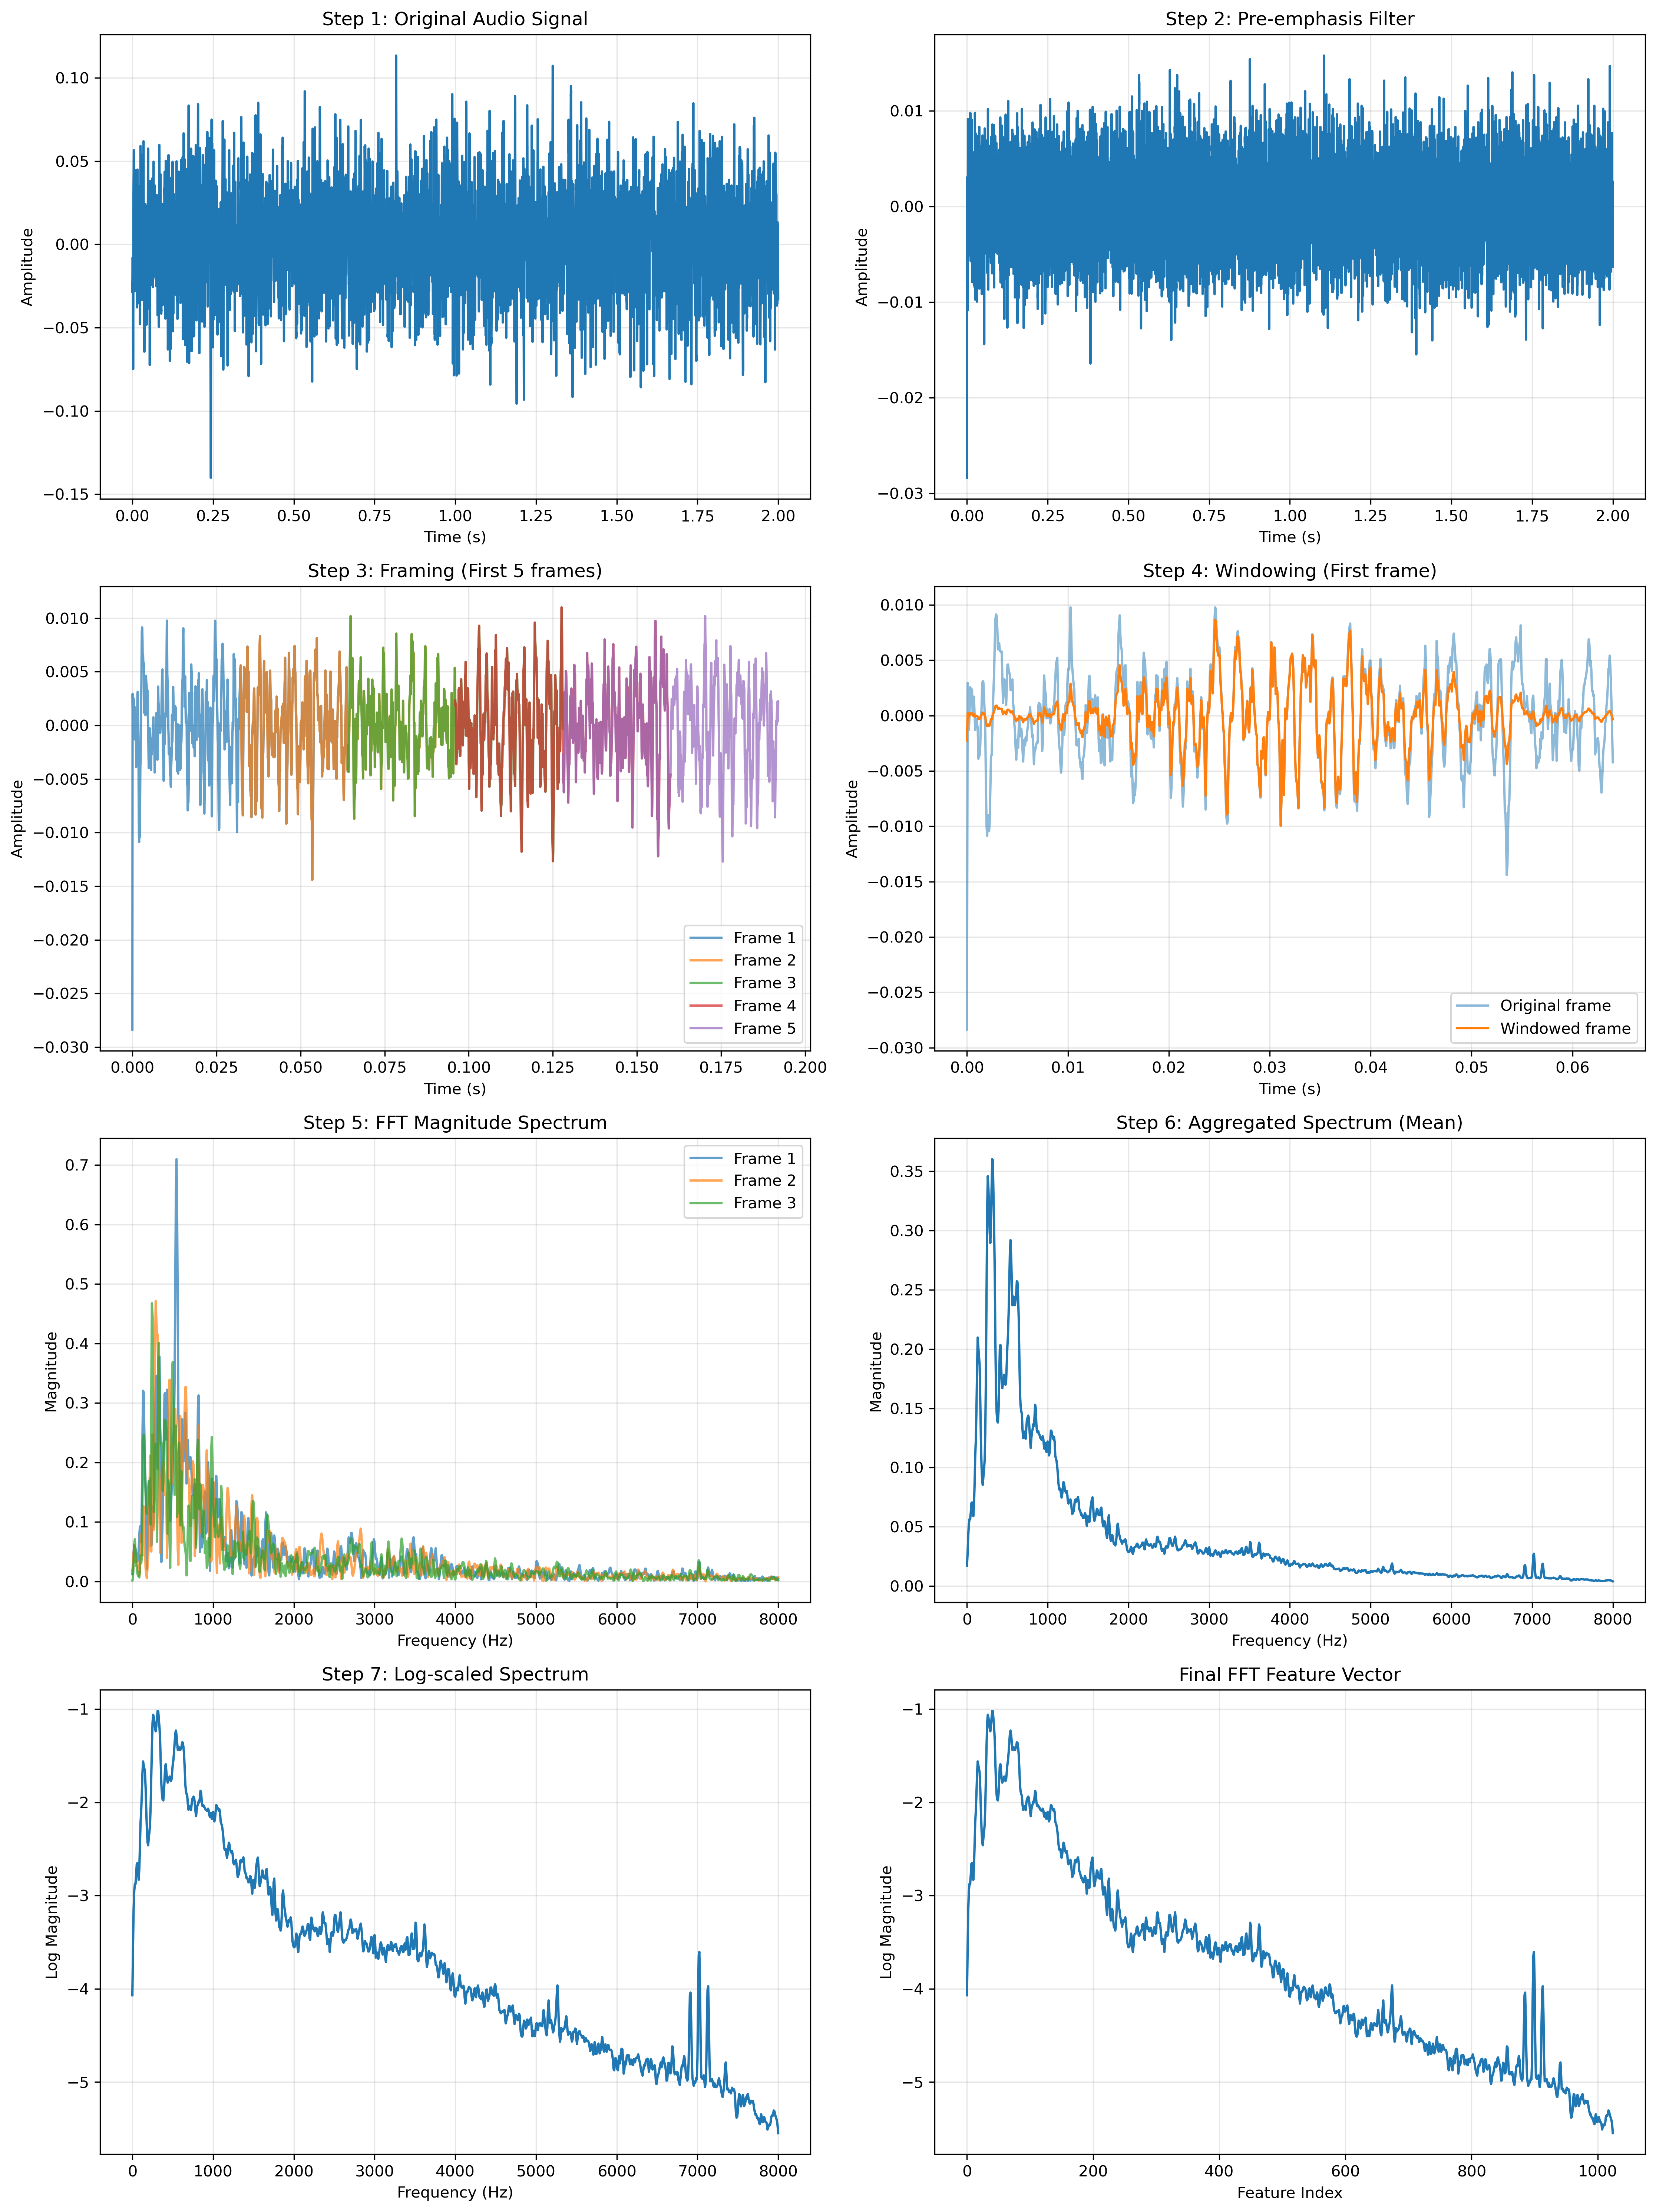 Step 1: Original Audio Signal
Amplitude
0.10
0.05
0.00
−0.05
−0.10
−0.15
0.00 0.25 0.50 0.75 1.00 1.25 1.50 1.75 2.00
Time (s)
Step 2: Pre-emphasis Filter
Amplitude
0.01
0.00
−0.01
−0.02
−0.03
0.00 0.25 0.50 0.75 1.00 1.25 1.50 1.75 2.00
Time (s)
Step 3: Framing (First 5 frames)
Amplitude
0.010
0.005
0.000
−0.005
−0.010
−0.015
−0.020
−0.025
−0.030
Frame 1
Frame 2
Frame 3
Frame 4
Frame 5
0.000 0.025 0.050 0.075 0.100 0.125 0.150 0.175 0.200
Time (s)
Step 4: Windowing (First frame)
Amplitude
0.010
0.005
0.000
−0.005
−0.010
−0.015
−0.020
−0.025
−0.030
Original frame
Windowed frame
0.00 0.01 0.02 0.03 0.04 0.05 0.06
Time (s)
Step 5: FFT Magnitude Spectrum
Magnitude
0.7
0.6
0.5
0.4
0.3
0.2
0.1
0.0
Frame 1
Frame 2
Frame 3
0 1000 2000 3000 4000 5000 6000 7000 8000
Frequency (Hz)
Step 6: Aggregated Spectrum (Mean)
Magnitude
0.35
0.30
0.25
0.20
0.15
0.10
0.05
0.00
0 1000 2000 3000 4000 5000 6000 7000 8000
Frequency (Hz)
Step 7: Log-scaled Spectrum
Log Magnitude
−1
−2
−3
−4
−5
0 1000 2000 3000 4000 5000 6000 7000 8000
Frequency (Hz)
Final FFT Feature Vector
Log Magnitude
−1
−2
−3
−4
−5
0 200 400 600 800 1000
Feature Index